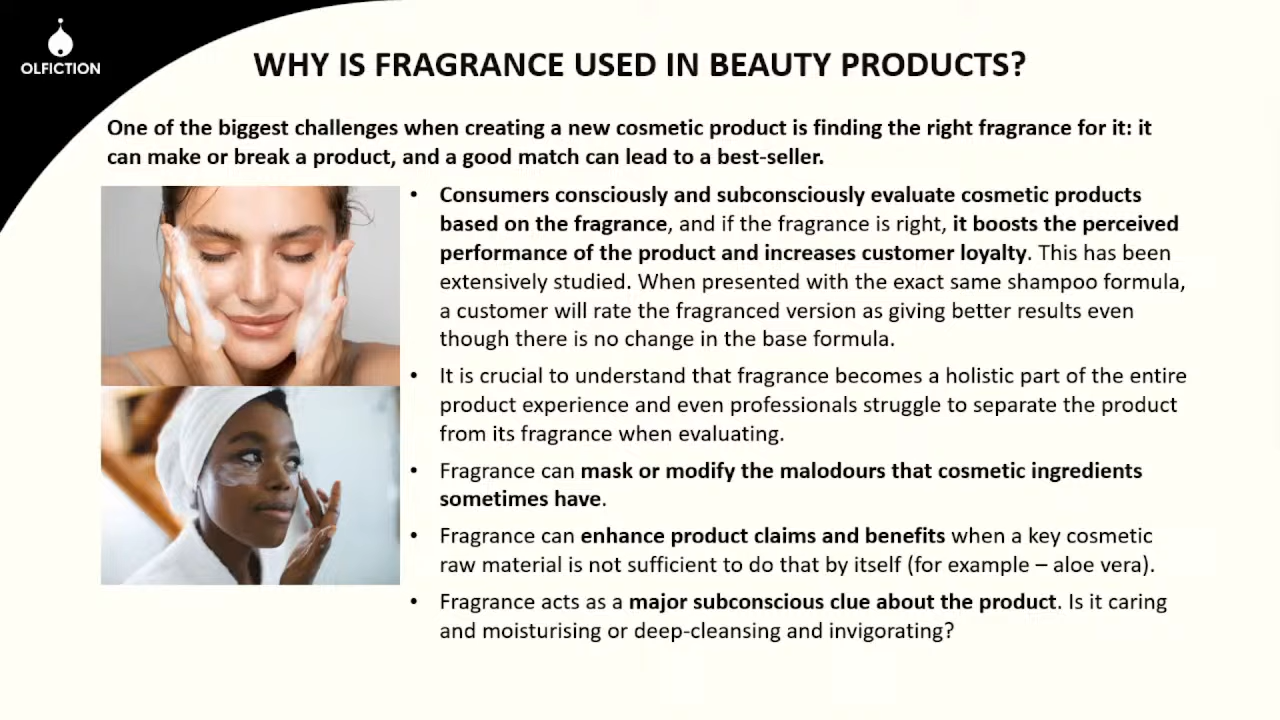 OLFICTION
WHY IS FRAGRANCE USED IN BEAUTY PRODUCTS?
One of the biggest challenges when creating a new cosmetic product is finding the right fragrance for it: it
can make or break a product, and a good match can lead to a best-seller.
• Consumers consciously and subconsciously evaluate cosmetic products
based on the fragrance, and if the fragrance is right, it boosts the perceived
performance of the product and increases customer loyalty. This has been
extensively studied. When presented with the exact same shampoo formula,
a customer will rate the fragranced version as giving better results even
though there is no change in the base formula.
• It is crucial to understand that fragrance becomes a holistic part of the entire
product experience and even professionals struggle to separate the product
from its fragrance when evaluating.
• Fragrance can mask or modify the malodours that cosmetic ingredients
sometimes have.
• Fragrance can enhance product claims and benefits when a key cosmetic
raw material is not sufficient to do that by itself (for example – aloe vera).
• Fragrance acts as a major subconscious clue about the product. Is it caring
and moisturising or deep-cleansing and invigorating?